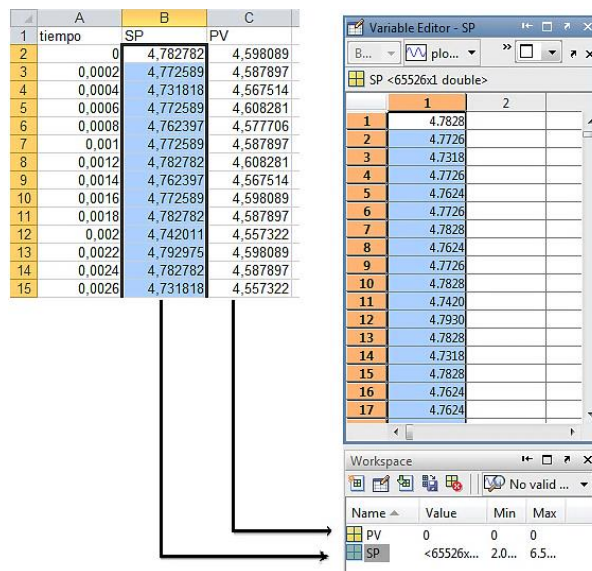 A B C
1 tiempo SP PV
2 0 4,782782 4,598089
3 0,0002 4,772589 4,587897
4 0,0004 4,731818 4,567514
5 0,0006 4,772589 4,608281
6 0,0008 4,762397 4,577706
7 0,001 4,772589 4,587897
8 0,0012 4,782782 4,608281
9 0,0014 4,762397 4,567514
10 0,0016 4,772589 4,598089
11 0,0018 4,782782 4,587897
12 0,002 4,742011 4,557322
13 0,0022 4,792975 4,598089
14 0,0024 4,782782 4,587897
15 0,0026 4,731818 4,557322
Variable Editor - SP
B... plo... »
SP <65526x1 double>
1 2
1 4.7828
2 4.7726
3 4.7318
4 4.7726
5 4.7624
6 4.7726
7 4.7828
8 4.7624
9 4.7726
10 4.7828
11 4.7420
12 4.7930
13 4.7828
14 4.7318
15 4.7828
16 4.7624
17 4.7624
Workspace
No valid ...
Name Value Min Max
PV 0 0 0
SP <65526x... 2.0... 6.5...